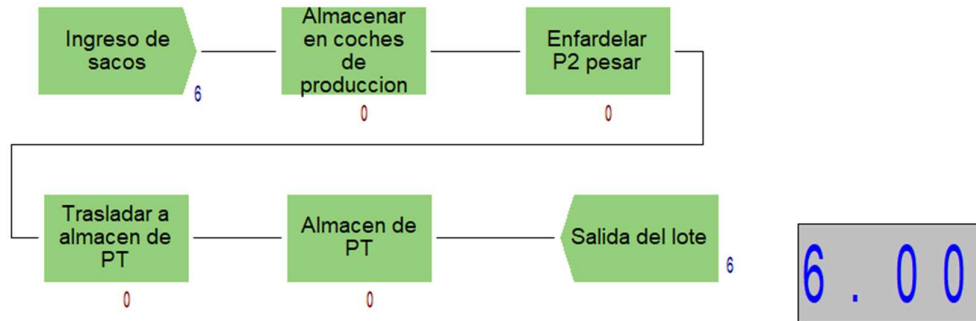 Ingreso de
sacos
6
Almacenar
en coches
de
produccion
0
Enfardelar
P2 pesar
0
Trasladar a
almacen de
PT
0
Almacen de
PT
0
Salida del lote
6
6.00